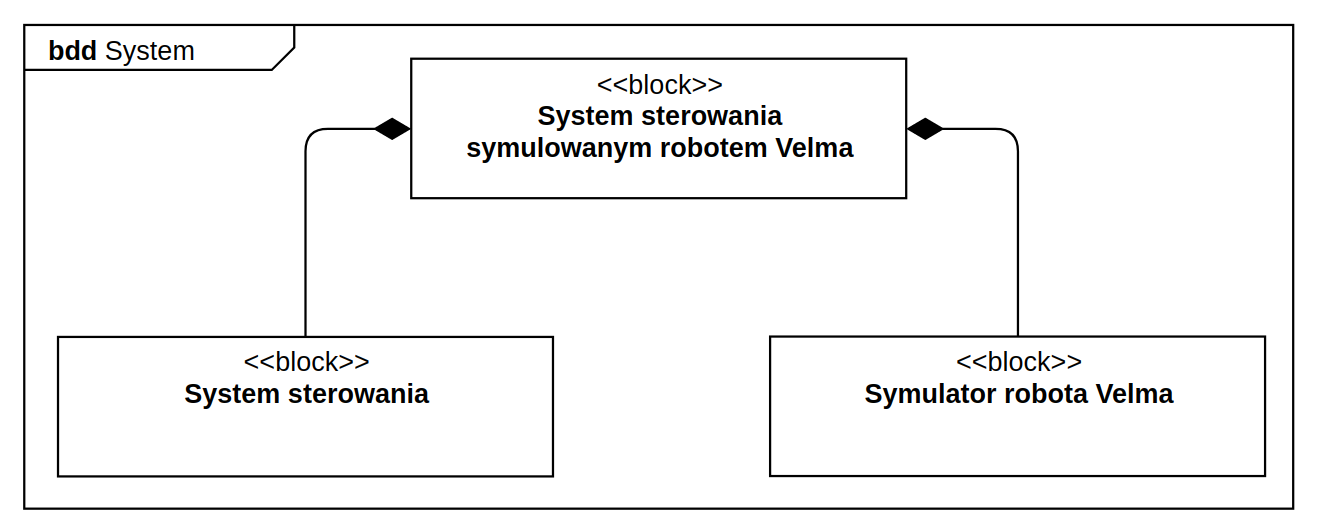 bdd System
<<block>>
System sterowania
symulowanym robotem Velma
<<block>>
System sterowania
<<block>>
Symulator robota Velma